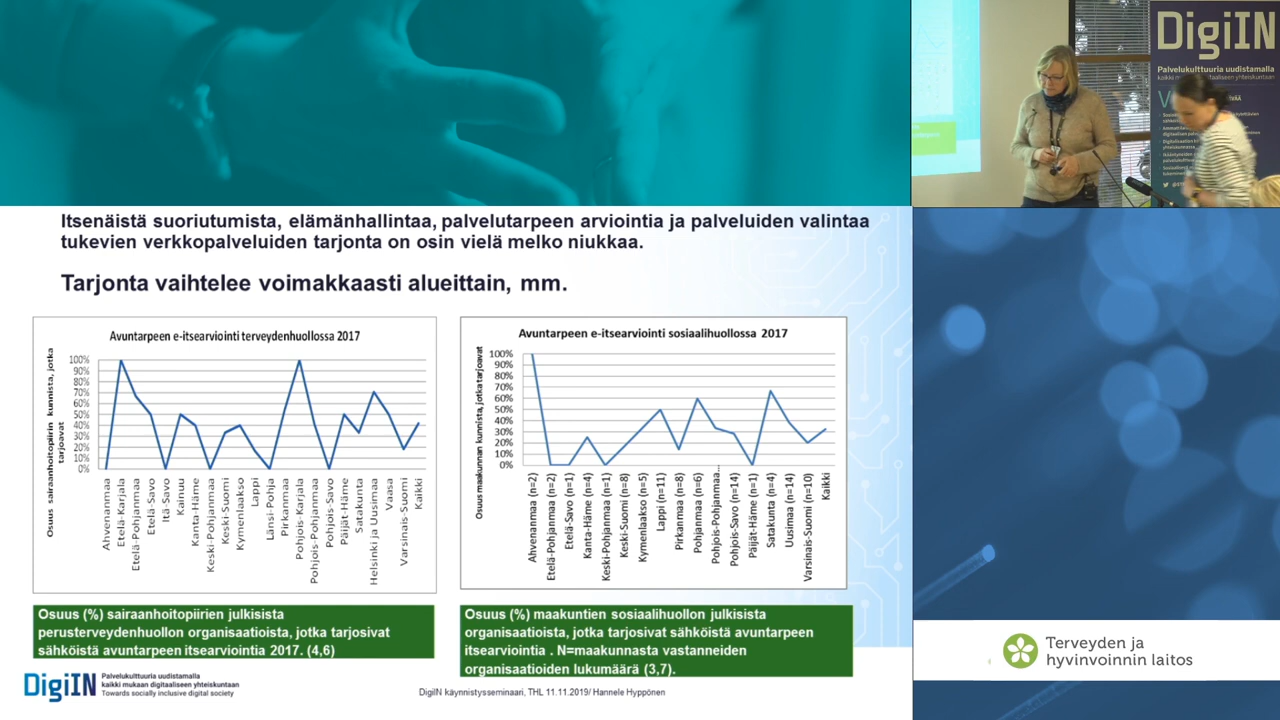 DigiIN
Palvelukulttuuria uudistamalla
Itsenäistä suoriutumista, elämänhallintaa, palvelutarpeen arviointia ja palveluiden valintaa
tukevien verkkopalveluiden tarjonta on osin vielä melko niukkaa.
Tarjonta vaihtelee voimakkaasti alueittain, mm.
Avuntarpeen e-itsearviointi terveydenhuollossa 2017
Osuus sairaanhoitopiirin kunnista, jotka
tarjoavat
100%
90%
80%
70%
60%
50%
40%
30%
20%
10%
0%
Ahvenanmaa
Etelä-Karjala
Etelä-Pohjanmaa
Etelä-Savo
Itä-Savo
Kainuu
Kanta-Häme
Keski-Pohjanmaa
Keski-Suomi
Kymenlaakso
Lappi
Länsi-Pohja
Pirkanmaa
Pohjois-Karjala
Pohjois-Pohjanmaa
Pohjois-Savo
Päijät-Häme
Satakunta
Helsinki ja Uusimaa
Vaasa
Varsinais-Suomi
Kaikki
Avuntarpeen e-itsearviointi sosiaalihuollossa 2017
Osuus maakunnan kunnista, jotka tarjoavat
100%
90%
80%
70%
60%
50%
40%
30%
20%
10%
0%
Ahvenanmaa (n=2)
Etelä-Pohjanmaa (n=2)
Etelä-Savo (n=1)
Kanta-Häme (n=4)
Keski-Pohjanmaa (n=1)
Keski-Suomi (n=8)
Kymenlaakso (n=5)
Lappi (n=11)
Pirkanmaa (n=8)
Pohjanmaa (n=6)
Pohjois-Pohjanmaa...
Pohjois-Savo (n=14)
Päijät-Häme (n=1)
Satakunta (n=4)
Uusimaa (n=14)
Varsinais-Suomi (n=10)
Kaikki
Osuus (%) sairaanhoitopiirien julkisista
perusterveydenhuollon organisaatioista, jotka tarjosivat
sähköistä avuntarpeen itsearviointia 2017. (4,6)
Osuus (%) maakuntien sosiaalihuollon julkisista
organisaatioista, jotka tarjosivat sähköistä avuntarpeen
itsearviointia . N=maakunnasta vastanneiden
organisaatioiden lukumäärä (3,7).
DigiIN
Palvelukulttuuria uudistamalla
kaikki mukaan digitaaliseen yhteiskuntaan
Towards socially inclusive digital society
DigiIN käynnistysseminaari, THL 11.11.2019/ Hannele Hyppönen
Terveyden ja
hyvinvoinnin laitos